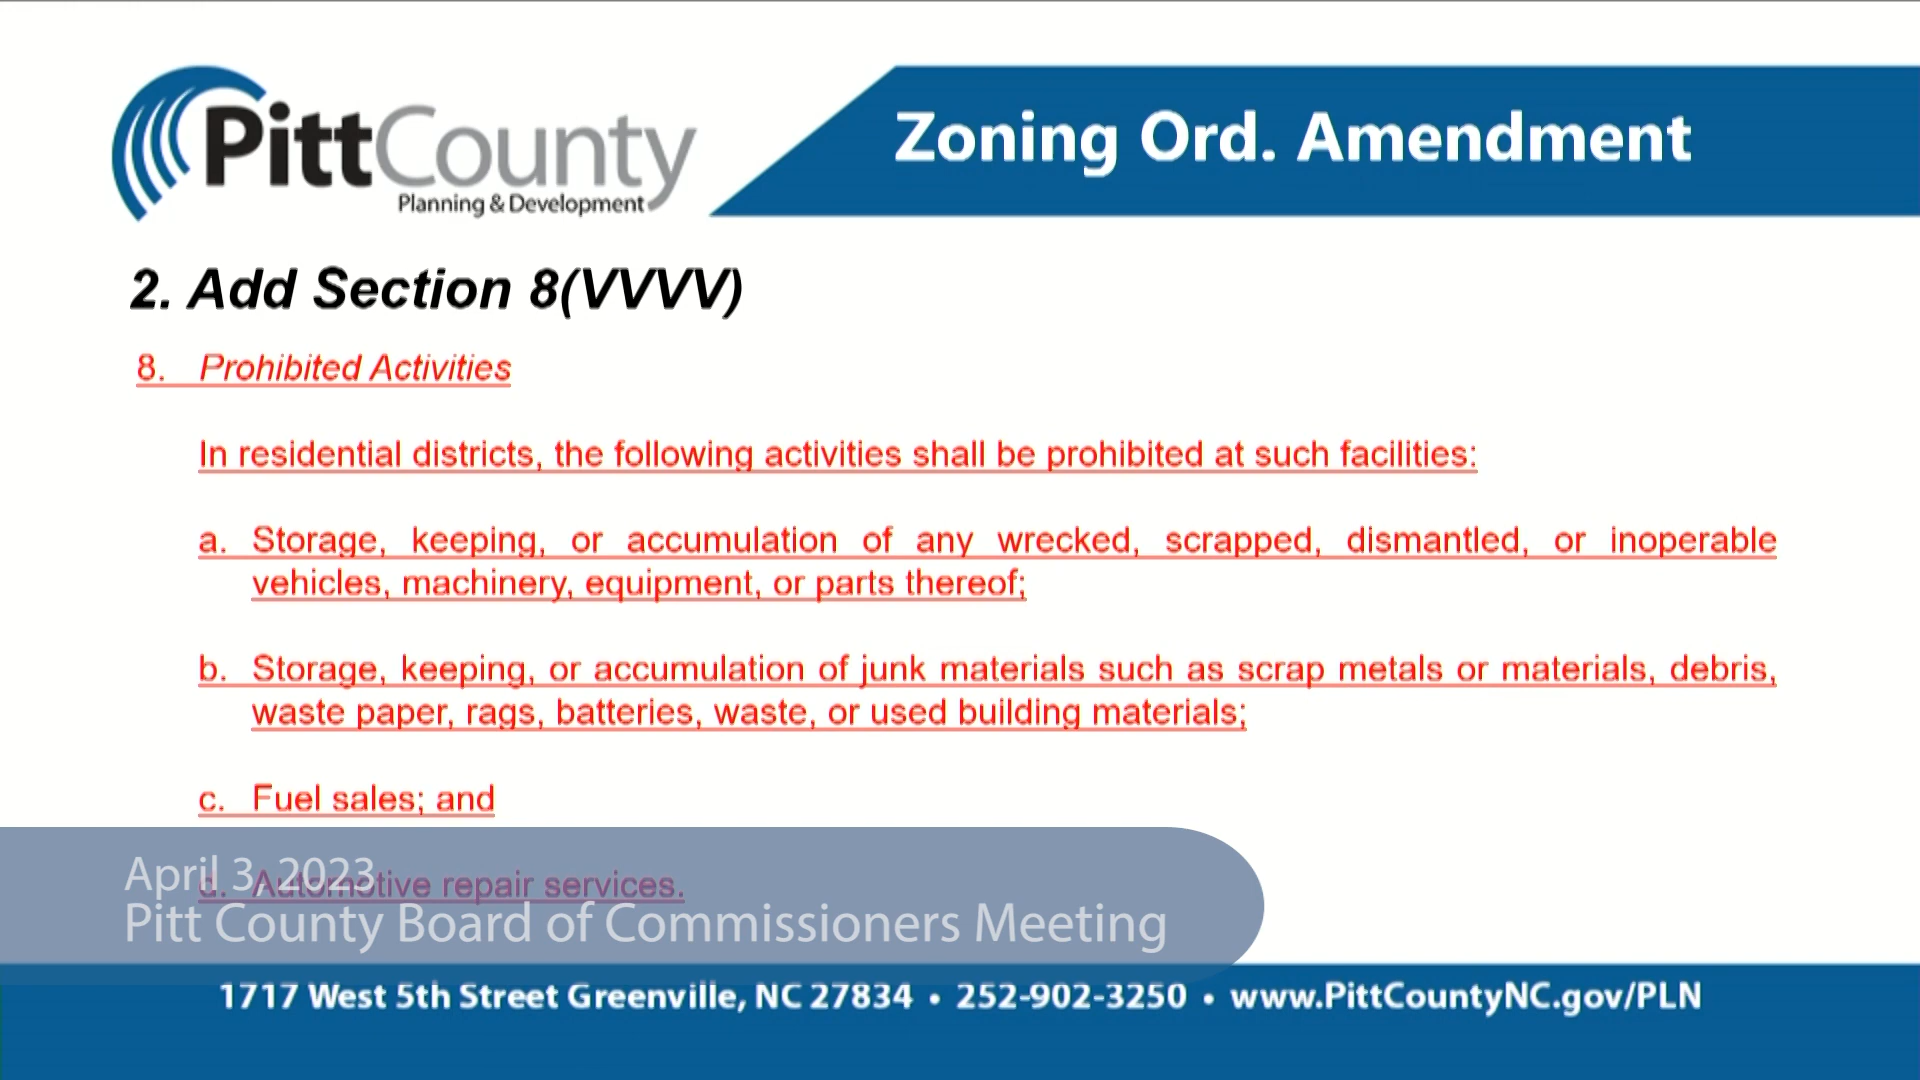 PittCounty
Planning & Development
Zoning Ord. Amendment
2. Add Section 8(VVVV)
8. Prohibited Activities
In residential districts, the following activities shall be prohibited at such facilities:
a. Storage, keeping, or accumulation of any wrecked, scrapped, dismantled, or inoperable
vehicles, machinery, equipment, or parts thereof;
b. Storage, keeping, or accumulation of junk materials such as scrap metals or materials, debris,
waste paper, rags, batteries, waste, or used building materials;
c. Fuel sales; and
d. Automotive repair services.
April 3, 2023
Pitt County Board of Commissioners Meeting
1717 West 5th Street Greenville, NC 27834 • 252-902-3250 • www.PittCountyNC.gov/PLN